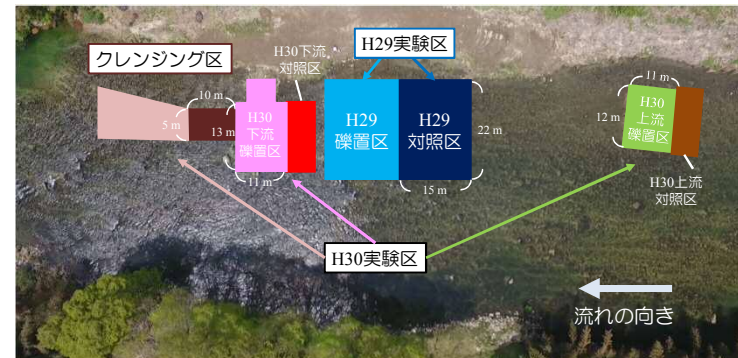 クレンジング区
H30下流
対照区
H29実験区
10 m
5 m
13 m
H30
下流
礫置区
11 m
H29
礫置区
H29
対照区
22 m
15 m
11 m
12 m
H30
上流
礫置区
H30上流
対照区
H30実験区
流れの向き